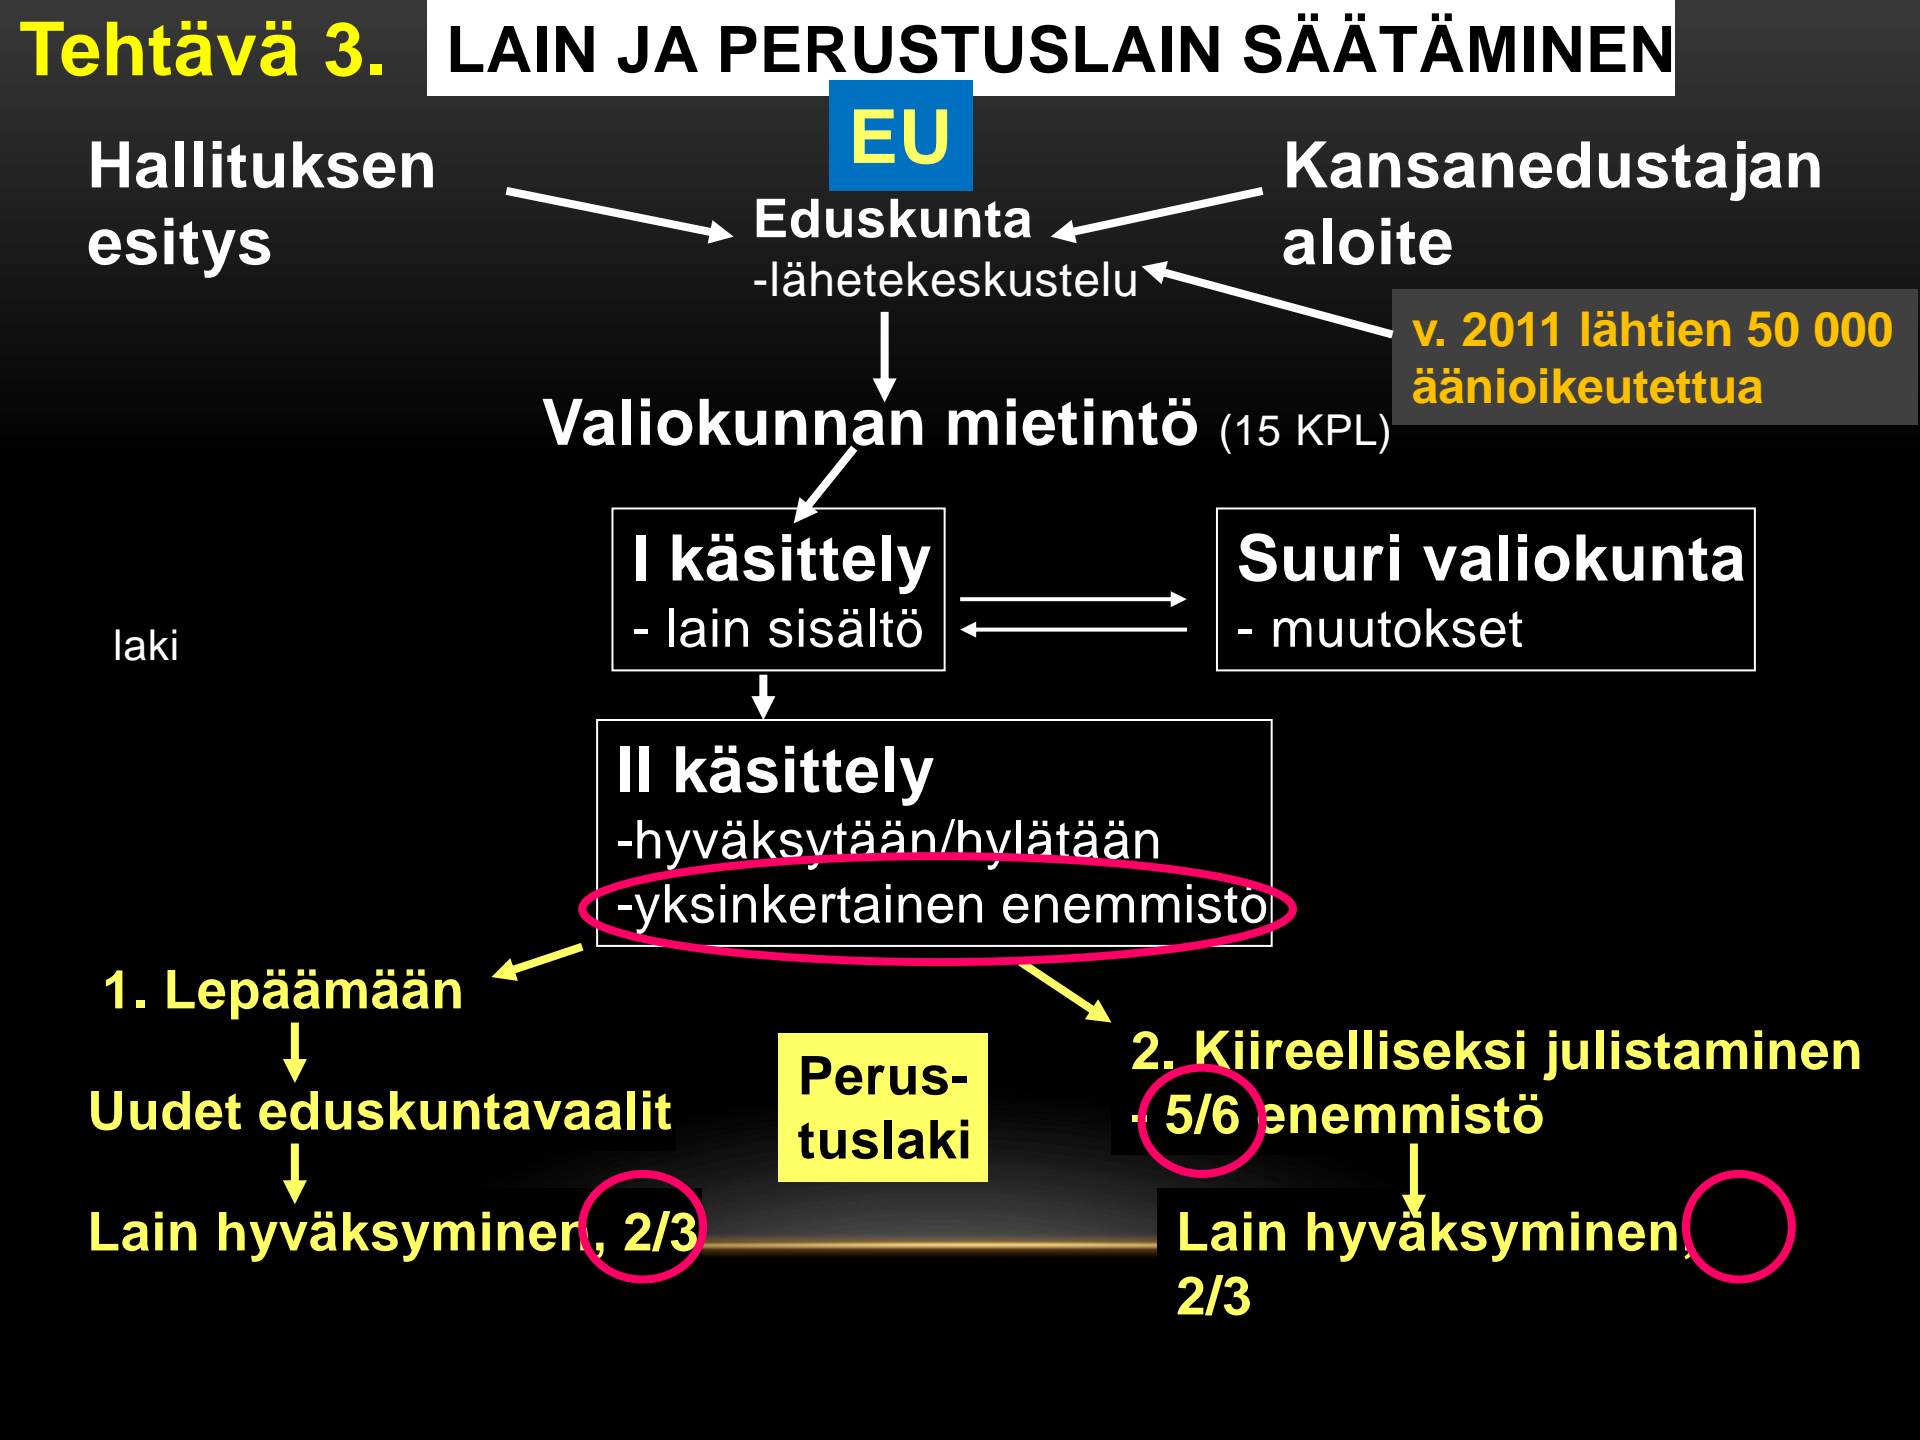 Tehtävä 3.
LAIN JA PERUSTUSLAIN SÄÄTÄMINEN
EU
Hallituksen
esitys
Eduskunta
-lähetekeskustelu
Kansanedustajan
aloite
v. 2011 lähtien 50 000
äänioikeutettua
Valiokunnan mietintö (15 KPL)
I käsittely
- lain sisältö
Suuri valiokunta
- muutokset
laki
II käsittely
-hyväksytään/hylätään
-yksinkertainen enemmistö
1. Lepäämään
Uudet eduskuntavaalit
Lain hyväksyminen, 2/3
Perus-
tuslaki
2. Kiireelliseksi julistaminen
- 5/6 enemmistö
Lain hyväksyminen,
2/3